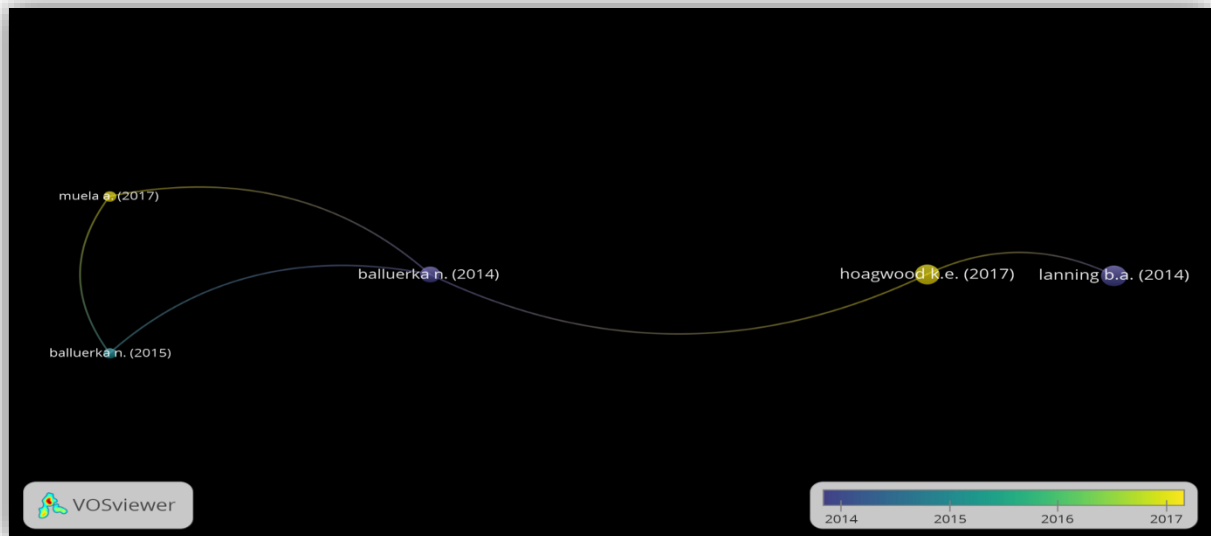 muela a. (2017)
balluerka n. (2014)
hoagwood k.e. (2017)
lanning b.a. (2014)
balluerka n. (2015)
VOSviewer
2014
2015
2016
2017